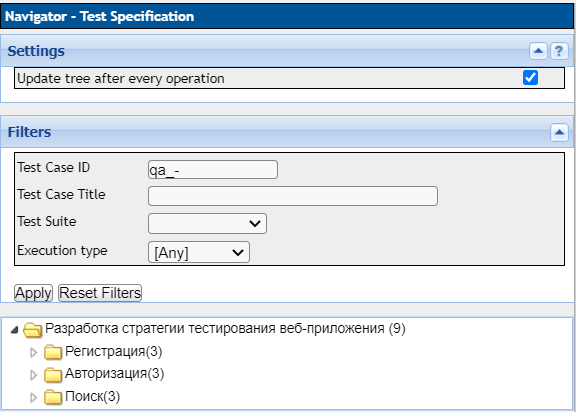 Navigator - Test Specification
Settings
?
Update tree after every operation
Filters
Test Case ID qa_-
Test Case Title
Test Suite
Execution type [Any]
Apply Reset Filters
Разработка стратегии тестирования веб-приложения (9)
Регистрация(3)
Авторизация(3)
Поиск(3)